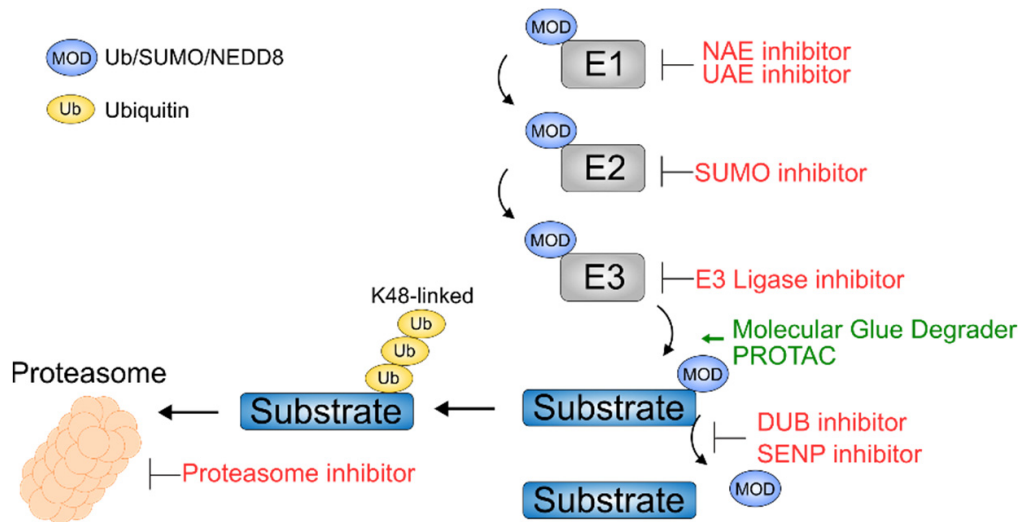 MOD Ub/SUMO/NEDD8
Ub Ubiquitin
MOD
E1
NAE inhibitor
UAE inhibitor
MOD
E2
SUMO inhibitor
MOD
E3
E3 Ligase inhibitor
K48-linked
Ub
Ub
Ub
Molecular Glue Degrader
PROTAC
MOD
Proteasome
Substrate
Substrate
DUB inhibitor
SENP inhibitor
Proteasome inhibitor
MOD
Substrate